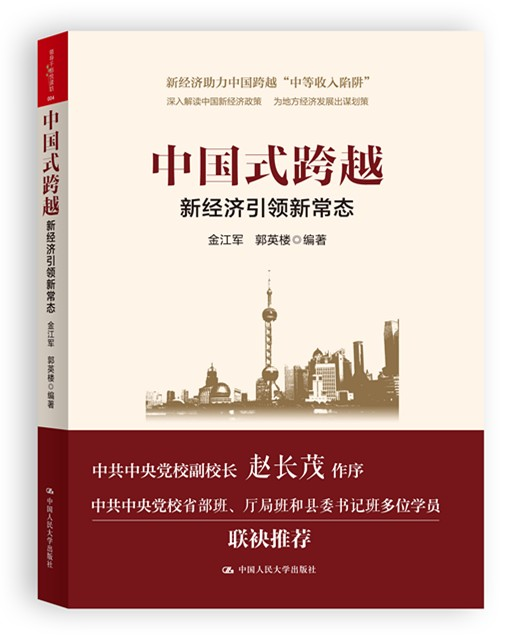 新经济助力中国跨越“中等收入陷阱”
深入解读中国新经济政策 为地方经济发展出谋划策
中国式跨越
新经济引领新常态
金江军 郭英楼◎编著
中共中央党校副校长 赵长茂 作序
中共中央党校省部班、厅局班和县委书记班多位学员
联袂推荐
中国人民大学出版社
004
中国式跨越
新经济引领新常态
金江军 郭英楼◎编著
中国人民大学出版社